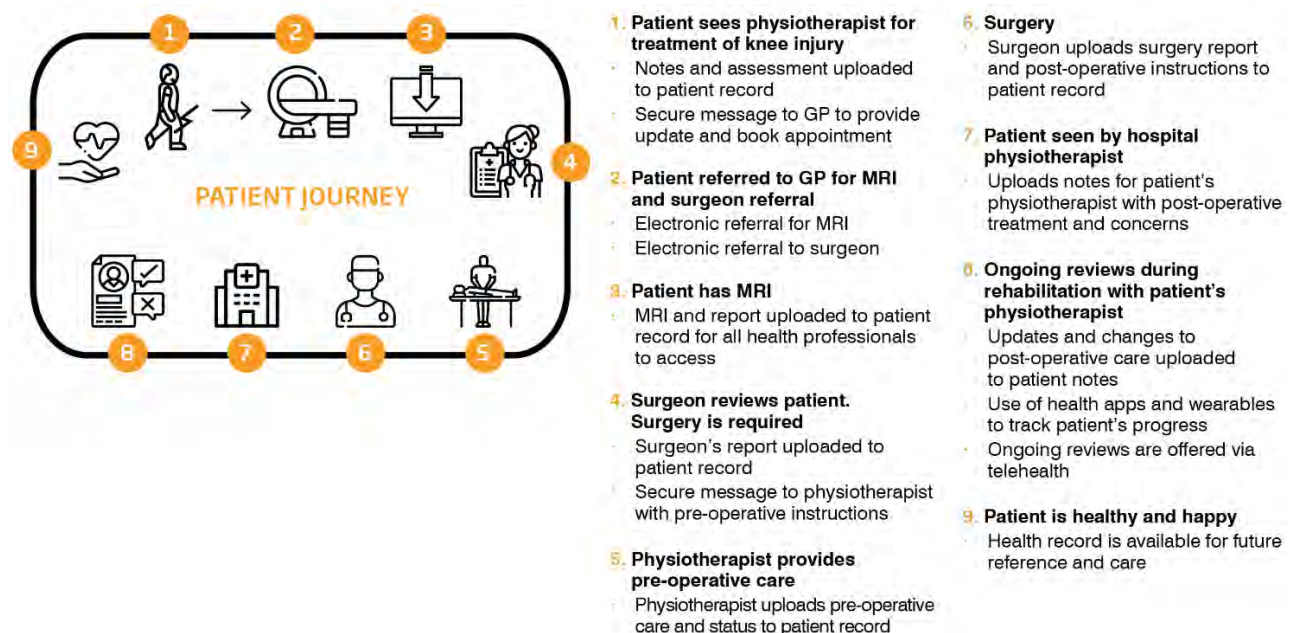 1
2
3
4
5
6
7
8
9
PATIENT JOURNEY
1. Patient sees physiotherapist for
treatment of knee injury
· Notes and assessment uploaded
to patient record
· Secure message to GP to provide
update and book appointment
2. Patient referred to GP for MRI
and surgeon referral
· Electronic referral for MRI
· Electronic referral to surgeon
3. Patient has MRI
· MRI and report uploaded to patient
record for all health professionals
to access
4. Surgeon reviews patient.
Surgery is required
· Surgeon's report uploaded to
patient record
· Secure message to physiotherapist
with pre-operative instructions
5. Physiotherapist provides
pre-operative care
· Physiotherapist uploads pre-operative
care and status to patient record
6. Surgery
· Surgeon uploads surgery report
and post-operative instructions to
patient record
7. Patient seen by hospital
physiotherapist
· Uploads notes for patient's
physiotherapist with post-operative
treatment and concerns
8. Ongoing reviews during
rehabilitation with patient's
physiotherapist
· Updates and changes to
post-operative care uploaded
to patient notes
· Use of health apps and wearables
to track patient's progress
· Ongoing reviews are offered via
telehealth
9. Patient is healthy and happy
· Health record is available for future
reference and care